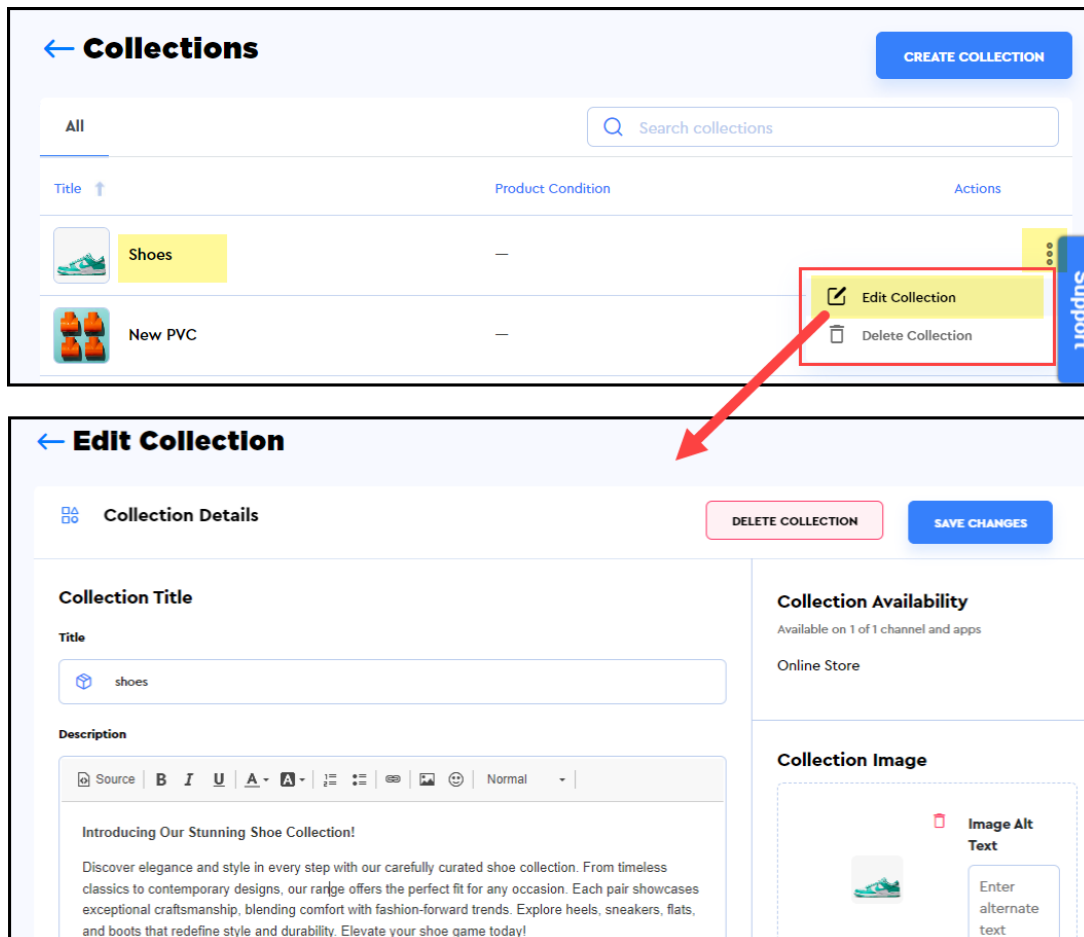 Collections
CREATE COLLECTION
All
Search collections
Title
Product Condition
Actions
Shoes
—
Edit Collection
Delete Collection
New PVC
—
Support
Edit Collection
Collection Details
DELETE COLLECTION
SAVE CHANGES
Collection Title
Title
shoes
Description
Source B I U A A Normal
Introducing Our Stunning Shoe Collection!
Discover elegance and style in every step with our carefully curated shoe collection. From timeless
classics to contemporary designs, our range offers the perfect fit for any occasion. Each pair showcases
exceptional craftsmanship, blending comfort with fashion-forward trends. Explore heels, sneakers, flats,
and boots that redefine style and durability. Elevate your shoe game today!
Collection Availability
Available on 1 of 1 channel and apps
Online Store
Collection Image
Image Alt
Text
Enter
alternate
text